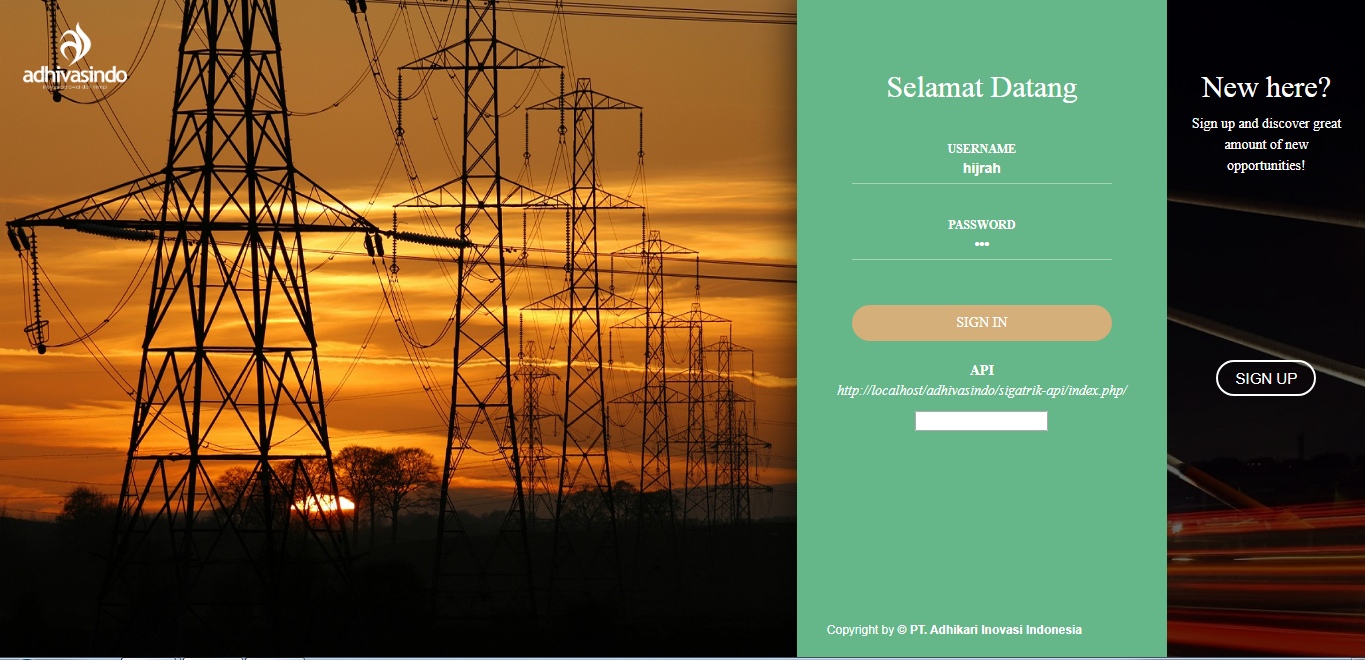 adhivasindo
Selamat Datang
USERNAME
hijrah
PASSWORD
•••
SIGN IN
API
http://localhost/adhivasindo/sigatrik-api/index.php/
Copyright by © PT. Adhikari Inovasi Indonesia
New here?
Sign up and discover great
amount of new
opportunities!
SIGN UP